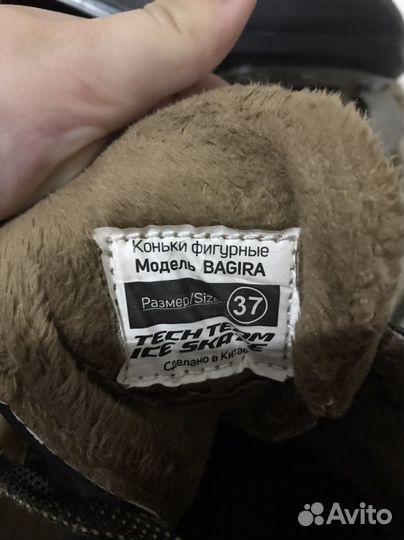 Коньки фигурные
Модель BAGIRA
Размер/Size: 37
TECH TEAM
ICE SKATE
Сделано в Китае
Avito